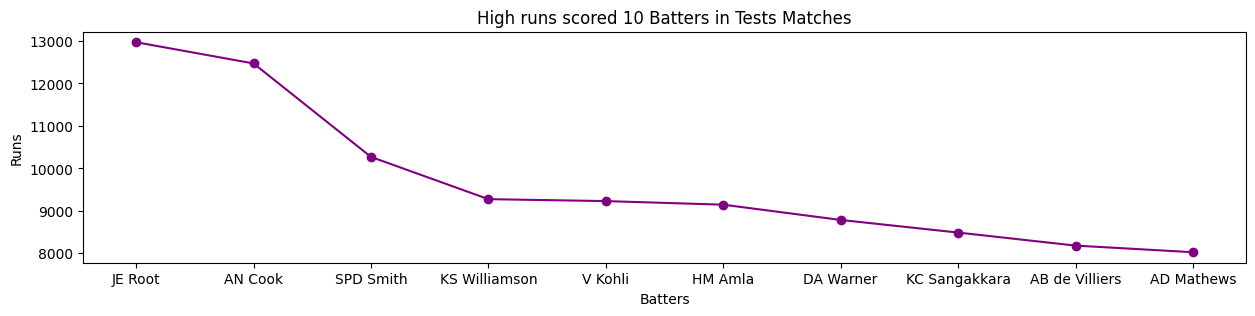 High runs scored 10 Batters in Tests Matches
13000
12000
11000
10000
9000
8000
Runs
JE Root AN Cook SPD Smith KS Williamson V Kohli HM Amla DA Warner KC Sangakkara AB de Villiers AD Mathews
Batters